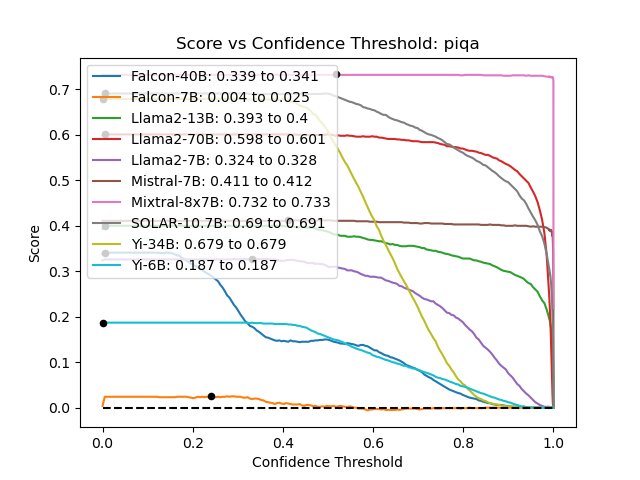 Score vs Confidence Threshold: piqa
Falcon-40B: 0.339 to 0.341
Falcon-7B: 0.004 to 0.025
Llama2-13B: 0.393 to 0.4
Llama2-70B: 0.598 to 0.601
Llama2-7B: 0.324 to 0.328
Mistral-7B: 0.411 to 0.412
Mixtral-8x7B: 0.732 to 0.733
SOLAR-10.7B: 0.69 to 0.691
Yi-34B: 0.679 to 0.679
Yi-6B: 0.187 to 0.187
Score
0.7
0.6
0.5
0.4
0.3
0.2
0.1
0.0
0.0 0.2 0.4 0.6 0.8 1.0
Confidence Threshold